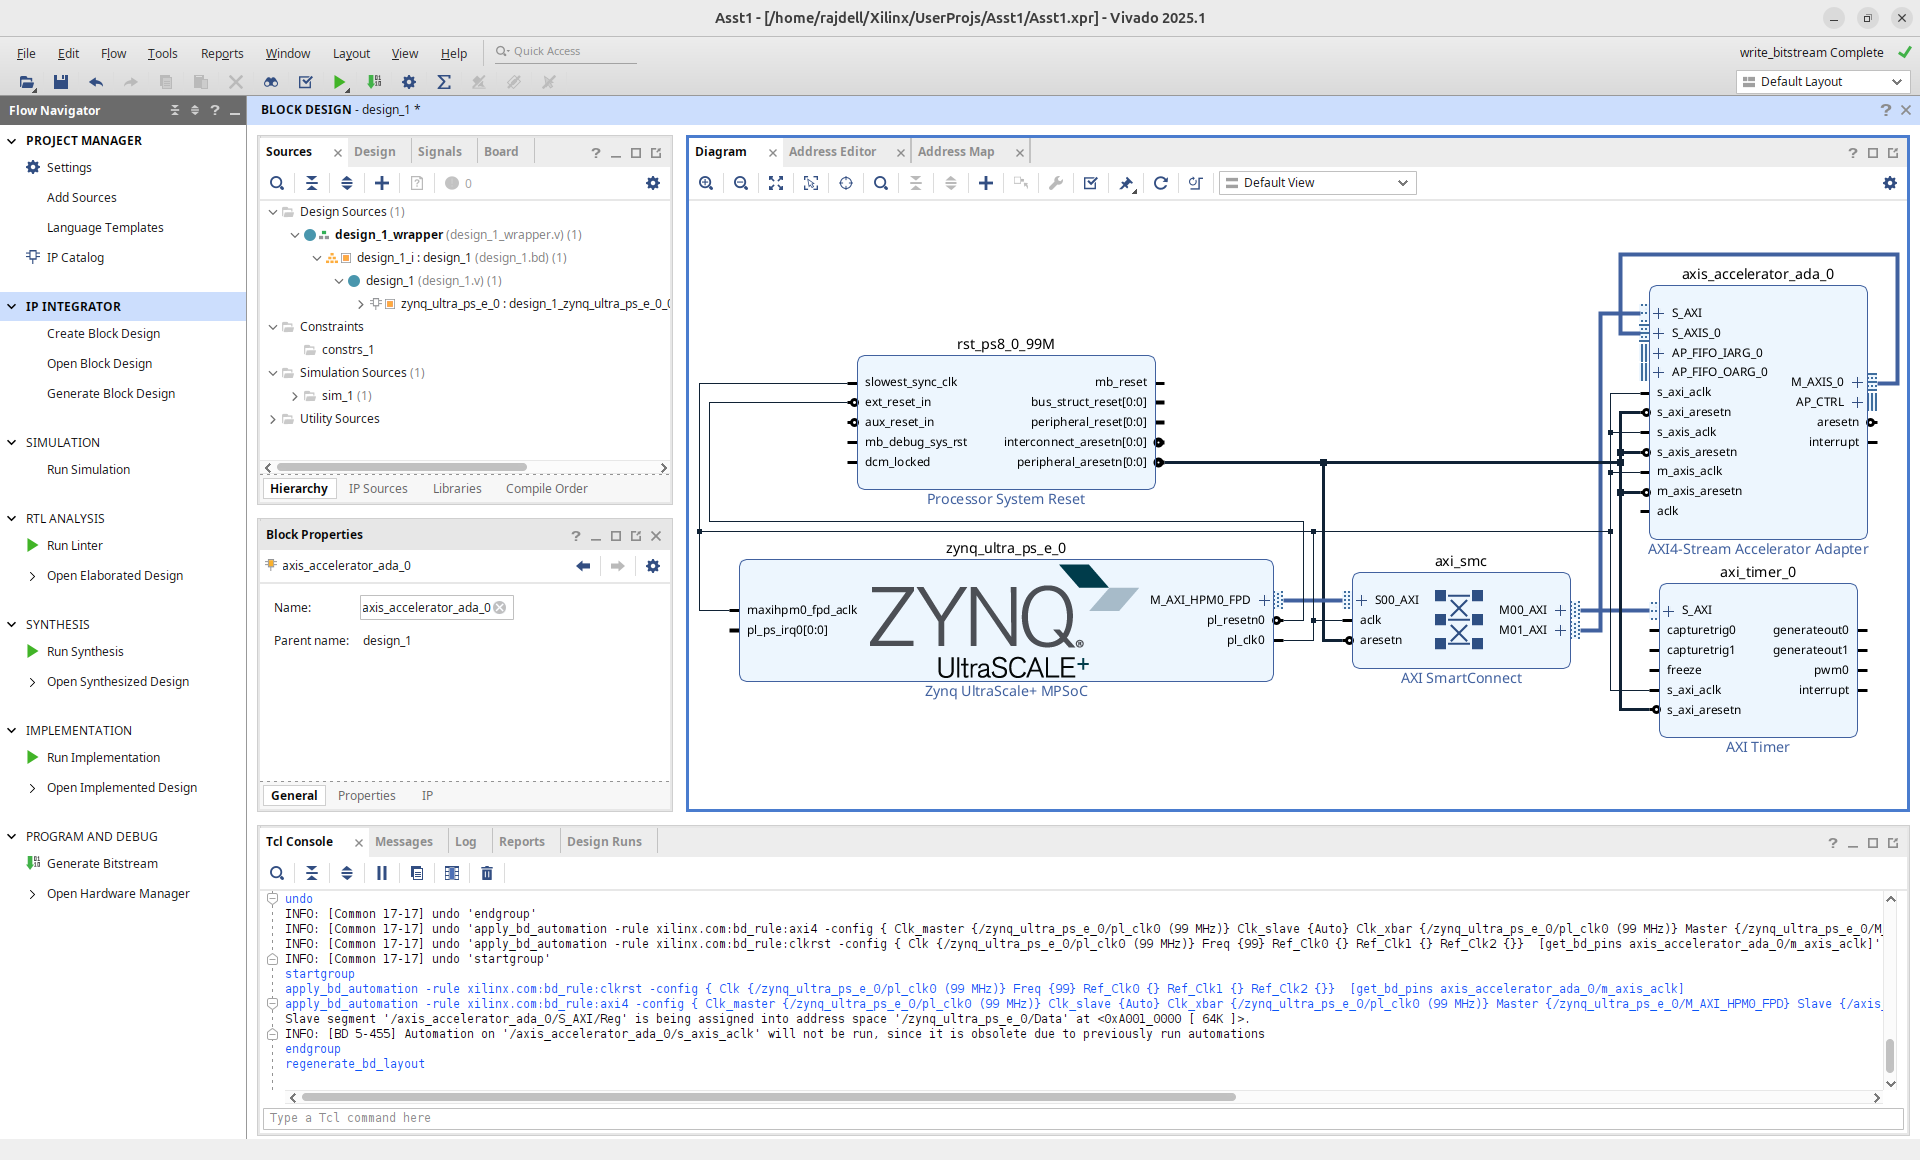 Asst1 - [/home/rajdell/Xilinx/UserProjs/Asst1/Asst1.xpr] - Vivado 2025.1
File Edit Flow Tools Reports Window Layout View Help Quick Access
write_bitstream Complete
Default Layout
Flow Navigator
BLOCK DESIGN - design_1 *
PROJECT MANAGER
Settings
Add Sources
Language Templates
IP Catalog
IP INTEGRATOR
Create Block Design
Open Block Design
Generate Block Design
SIMULATION
Run Simulation
RTL ANALYSIS
Run Linter
Open Elaborated Design
SYNTHESIS
Run Synthesis
Open Synthesized Design
IMPLEMENTATION
Run Implementation
Open Implemented Design
PROGRAM AND DEBUG
Generate Bitstream
Open Hardware Manager
Sources Design Signals Board
0
Design Sources (1)
design_1_wrapper (design_1_wrapper.v) (1)
design_1_i : design_1 (design_1.bd) (1)
design_1 (design_1.v) (1)
zynq_ultra_ps_e_0 : design_1_zynq_ultra_ps_e_0_0
Constraints
constrs_1
Simulation Sources (1)
sim_1 (1)
Utility Sources
Hierarchy IP Sources Libraries Compile Order
Block Properties
axis_accelerator_ada_0
Name: axis_accelerator_ada_0
Parent name: design_1
General Properties IP
Diagram Address Editor Address Map
Default View
rst_ps8_0_99M
slowest_sync_clk mb_reset
ext_reset_in bus_struct_reset[0:0]
aux_reset_in peripheral_reset[0:0]
mb_debug_sys_rst interconnect_aresetn[0:0]
dcm_locked peripheral_aresetn[0:0]
Processor System Reset
zynq_ultra_ps_e_0
maxihpm0_fpd_aclk M_AXI_HPM0_FPD
pl_ps_irq0[0:0] pl_resetn0
pl_clk0
ZYNQ
UltraSCALE+
Zynq UltraScale+ MPSoC
axi_smc
S00_AXI M00_AXI
aclk M01_AXI
aresetn
AXI SmartConnect
axis_accelerator_ada_0
S_AXI
S_AXIS_0
AP_FIFO_IARG_0
AP_FIFO_OARG_0 M_AXIS_0
s_axi_aclk AP_CTRL
s_axi_aresetn aresetn
s_axis_aclk interrupt
s_axis_aresetn
m_axis_aclk
m_axis_aresetn
aclk
AXI4-Stream Accelerator Adapter
axi_timer_0
S_AXI
capturetrig0 generateout0
capturetrig1 generateout1
freeze pwm0
s_axi_aclk interrupt
s_axi_aresetn
AXI Timer
Tcl Console Messages Log Reports Design Runs
undo
INFO: [Common 17-17] undo 'endgroup'
INFO: [Common 17-17] undo 'apply_bd_automation -rule xilinx.com:bd_rule:axi4 -config { Clk_master {/zynq_ultra_ps_e_0/pl_clk0 (99 MHz)} Clk_slave {Auto} Clk_xbar {/zynq_ultra_ps_e_0/pl_clk0 (99 MHz)} Master {/zynq_ultra_ps_e_0/M_
INFO: [Common 17-17] undo 'apply_bd_automation -rule xilinx.com:bd_rule:clkrst -config { Clk {/zynq_ultra_ps_e_0/pl_clk0 (99 MHz)} Freq {99} Ref_Clk0 {} Ref_Clk1 {} Ref_Clk2 {}}  [get_bd_pins axis_accelerator_ada_0/m_axis_aclk]'
INFO: [Common 17-17] undo 'startgroup'
startgroup
apply_bd_automation -rule xilinx.com:bd_rule:clkrst -config { Clk {/zynq_ultra_ps_e_0/pl_clk0 (99 MHz)} Freq {99} Ref_Clk0 {} Ref_Clk1 {} Ref_Clk2 {}}  [get_bd_pins axis_accelerator_ada_0/m_axis_aclk]
apply_bd_automation -rule xilinx.com:bd_rule:axi4 -config { Clk_master {/zynq_ultra_ps_e_0/pl_clk0 (99 MHz)} Clk_slave {Auto} Clk_xbar {/zynq_ultra_ps_e_0/pl_clk0 (99 MHz)} Master {/zynq_ultra_ps_e_0/M_AXI_HPM0_FPD} Slave {/axis_
Slave segment '/axis_accelerator_ada_0/S_AXI/Reg' is being assigned into address space '/zynq_ultra_ps_e_0/Data' at <0xA001_0000 [ 64K ]>.
INFO: [BD 5-455] Automation on '/axis_accelerator_ada_0/s_axis_aclk' will not be run, since it is obsolete due to previously run automations
endgroup
regenerate_bd_layout
Type a Tcl command here